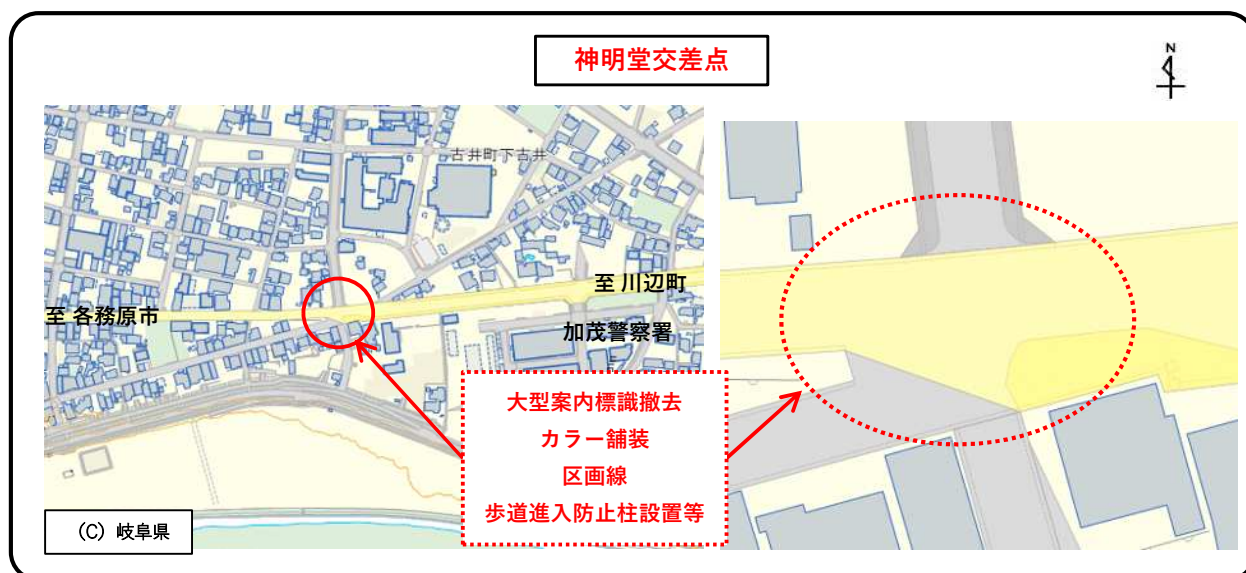 神明堂交差点
N
古井町下古井
至 川辺町
至 各務原市
加茂警察署
大型案内標識撤去
カラー舗装
区画線
歩道進入防止柱設置等
(C) 岐阜県